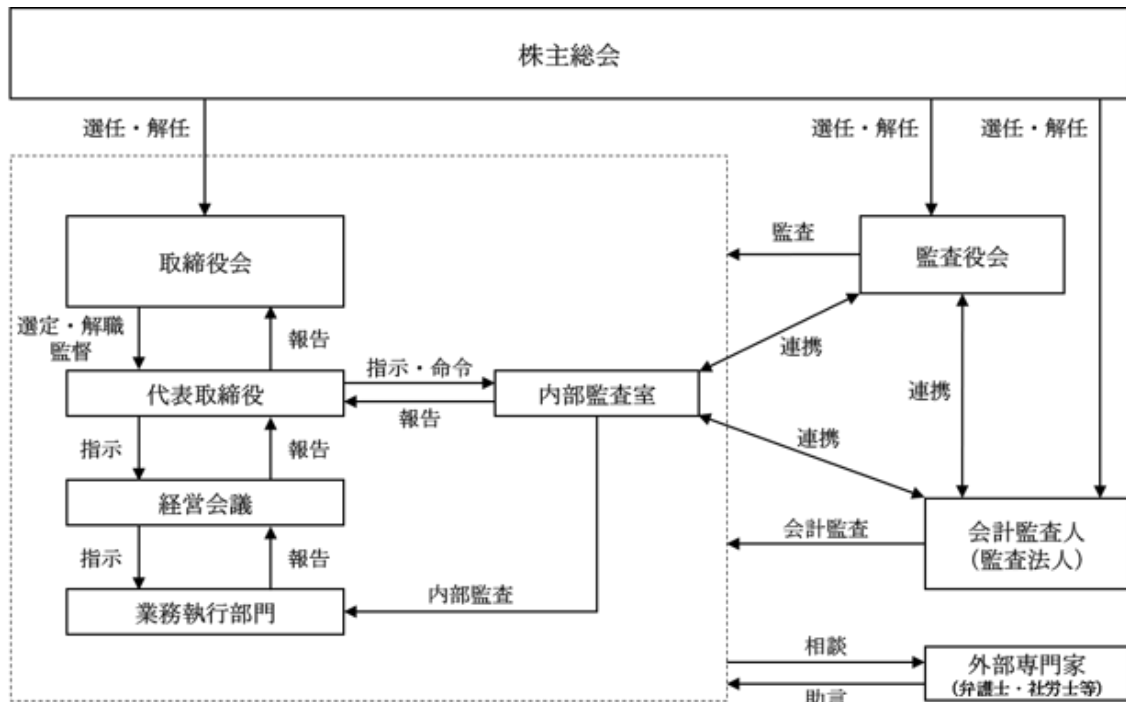 株主総会
選任・解任
選任・解任
選任・解任
取締役会
監査
監査役会
選定・解職
監督
報告
連携
指示・命令
代表取締役
内部監査室
報告
連携
連携
指示
報告
経営会議
会計監査
会計監査人
(監査法人)
指示
報告
内部監査
業務執行部門
相談
外部専門家
(弁護士・社労士等)
助言